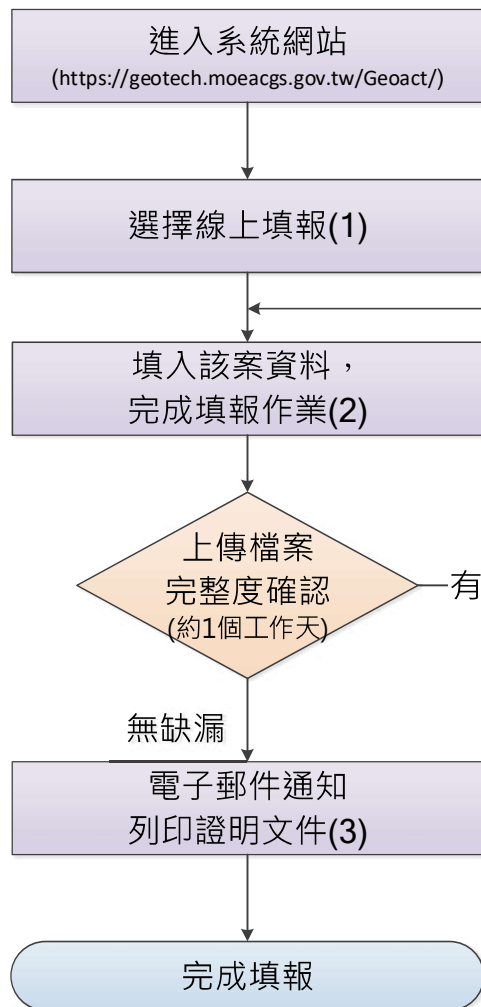 進入系統網站
(https://geotech.moeacgs.gov.tw/Geoact/)
選擇線上填報(1)
填入該案資料，
完成填報作業(2)
上傳檔案
完整度確認
(約1個工作天)
有
無缺漏
電子郵件通知
列印證明文件(3)
完成填報